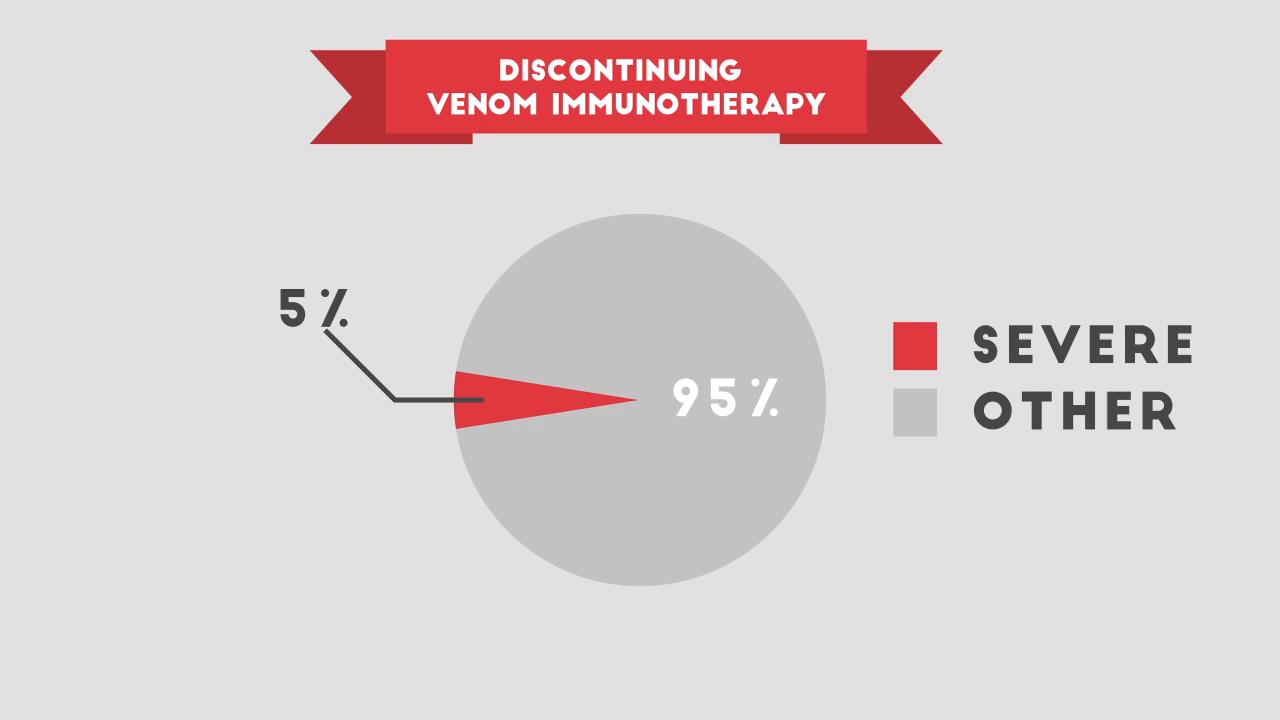 DISCONTINUING
VENOM IMMUNOTHERAPY
5%
95%
SEVERE
OTHER